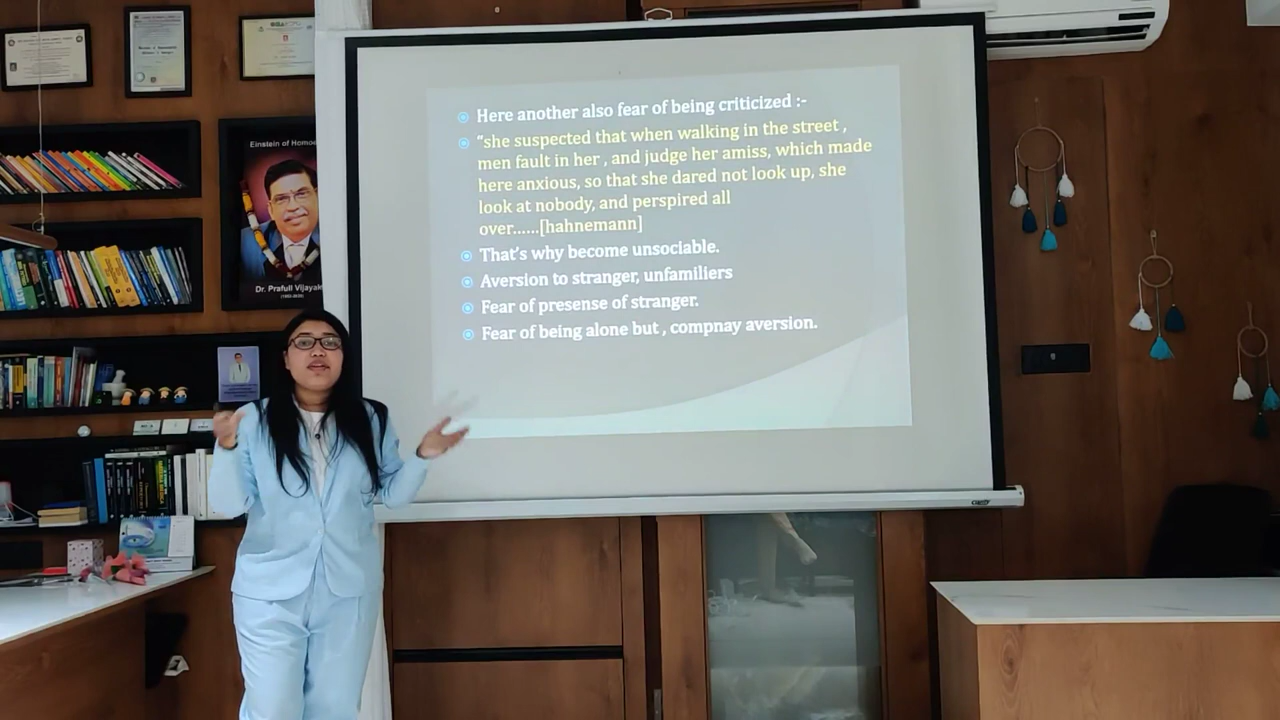 Here another also fear of being criticized :-
“she suspected that when walking in the street ,
men fault in her , and judge her amiss, which made
here anxious, so that she dared not look up, she
look at nobody, and perspired all
over......[hahnemann]
That’s why become unsociable.
Aversion to stranger, unfamiliers
Fear of presense of stranger.
Fear of being alone but , compnay aversion.
Einstein of Homoe
Dr. Prafull Vijayak